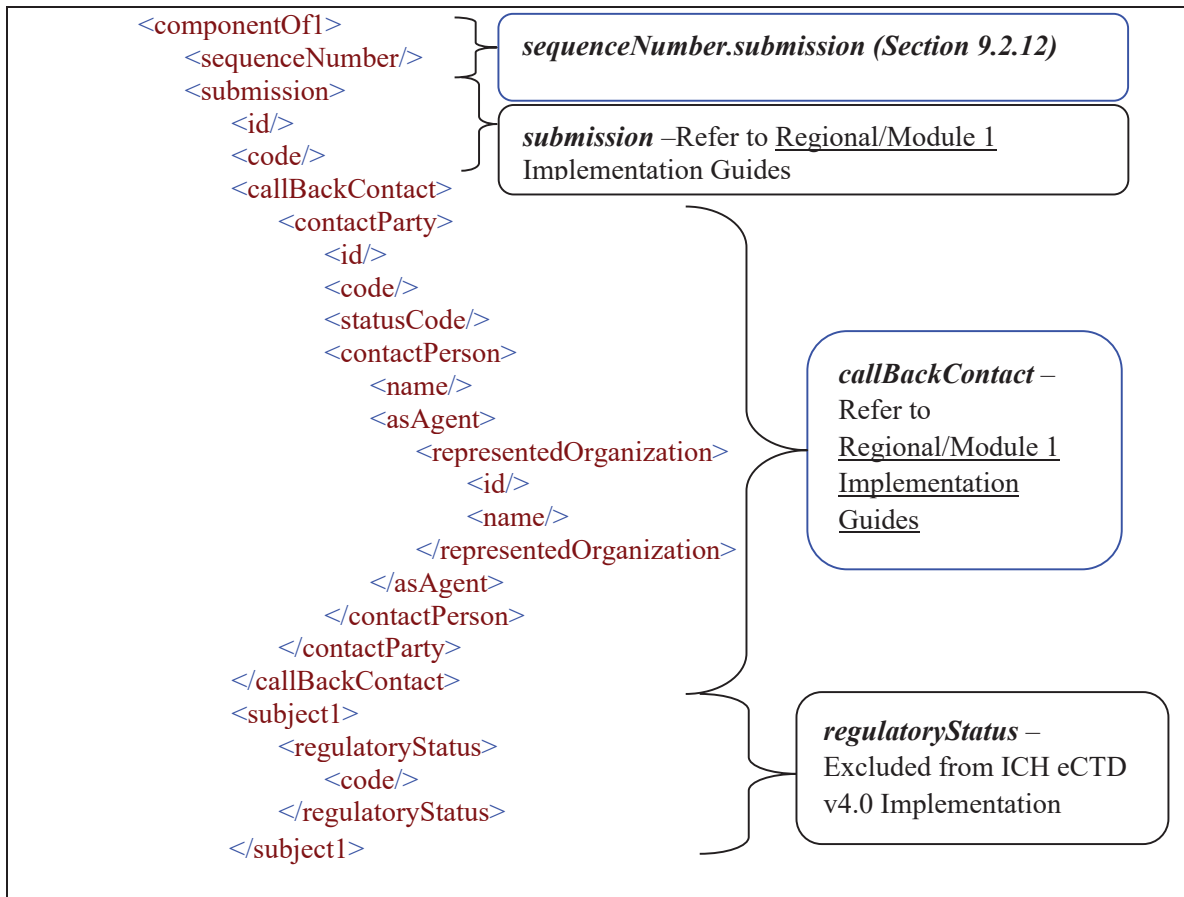 <componentOf1>
<sequenceNumber/>
<submission>
<id/>
<code/>
<callBackContact>
<contactParty>
<id/>
<code/>
<statusCode/>
<contactPerson>
<name/>
<asAgent>
<representedOrganization>
<id/>
<name/>
</representedOrganization>
</asAgent>
</contactPerson>
</contactParty>
</callBackContact>
<subject1>
<regulatoryStatus>
<code/>
</regulatoryStatus>
</subject1>
sequenceNumber.submission (Section 9.2.12)
submission –Refer to Regional/Module 1
Implementation Guides
callBackContact –
Refer to
Regional/Module 1
Implementation
Guides
regulatoryStatus –
Excluded from ICH eCTD
v4.0 Implementation